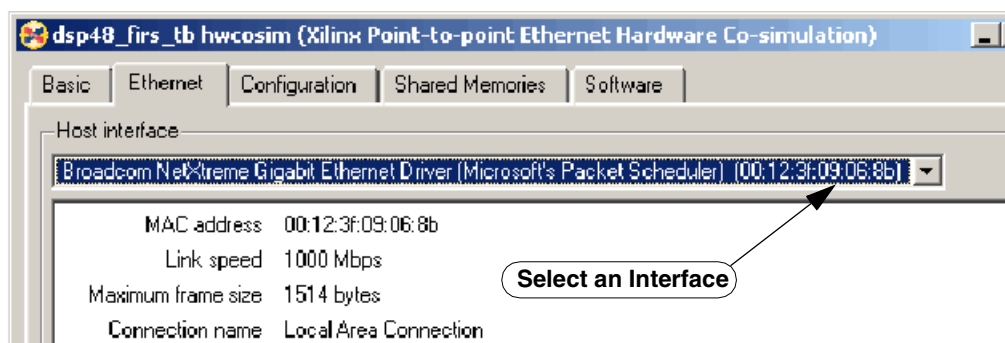 dsp48_firs_tb hwcosim (Xilinx Point-to-point Ethernet Hardware Co-simulation)
Basic Ethernet Configuration Shared Memories Software
Host interface
Broadcom NetXtreme Gigabit Ethernet Driver (Microsoft's Packet Scheduler) (00:12:3f:09:06:8b)
MAC address 00:12:3f:09:06:8b
Link speed 1000 Mbps
Select an Interface
Maximum frame size 1514 bytes
Connection name Local Area Connection